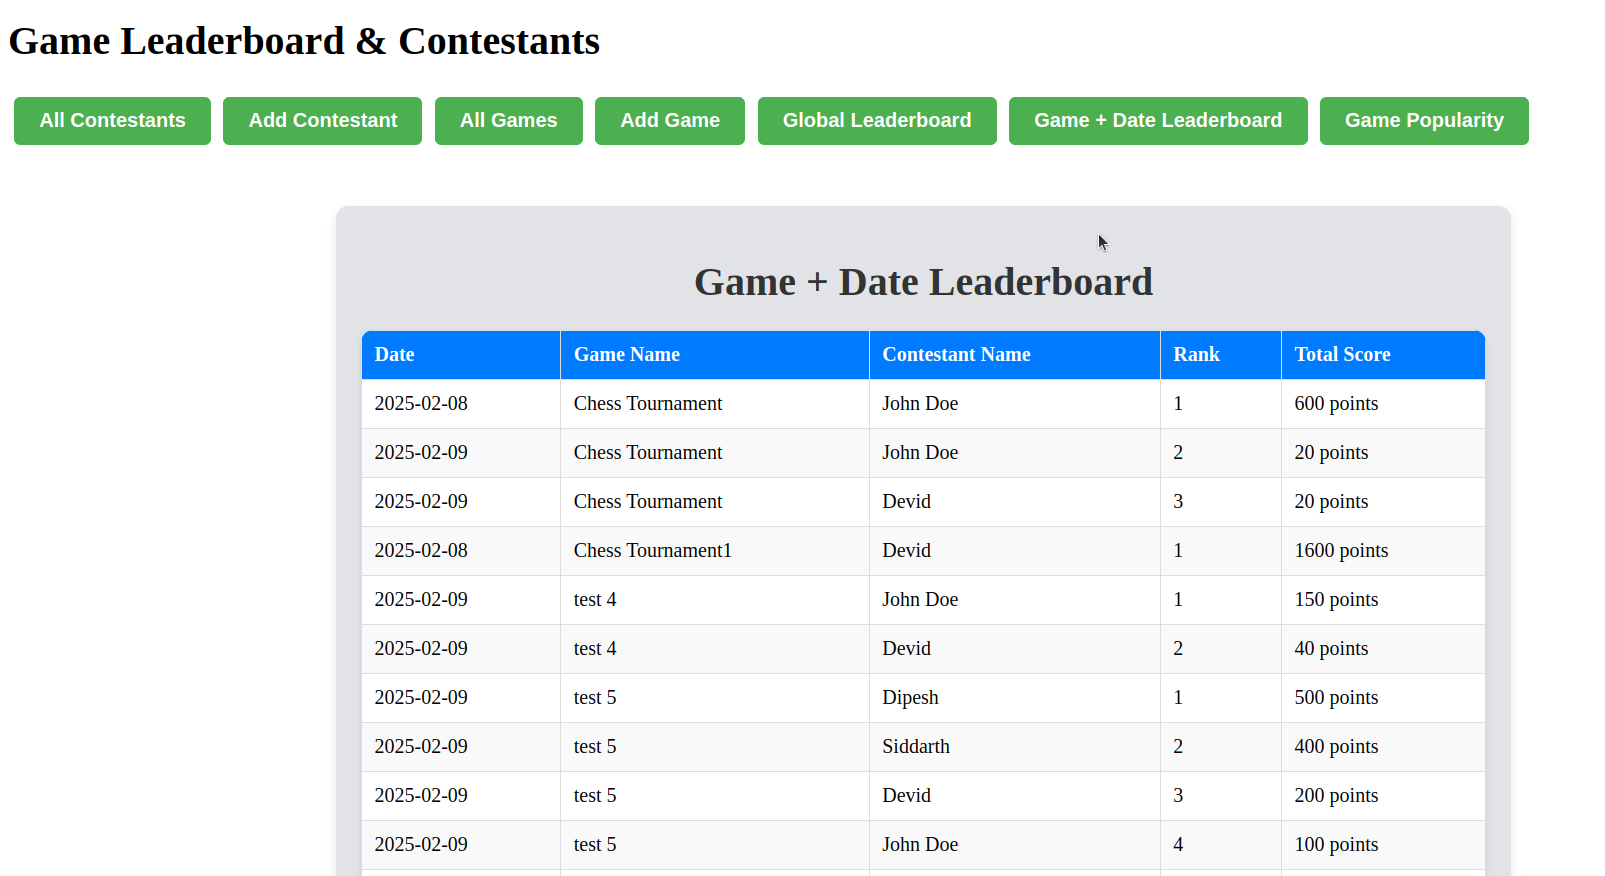 Game Leaderboard & Contestants
All Contestants Add Contestant All Games Add Game Global Leaderboard Game + Date Leaderboard Game Popularity
Game + Date Leaderboard
Date Game Name Contestant Name Rank Total Score
2025-02-08 Chess Tournament John Doe 1 600 points
2025-02-09 Chess Tournament John Doe 2 20 points
2025-02-09 Chess Tournament Devid 3 20 points
2025-02-08 Chess Tournament1 Devid 1 1600 points
2025-02-09 test 4 John Doe 1 150 points
2025-02-09 test 4 Devid 2 40 points
2025-02-09 test 5 Dipesh 1 500 points
2025-02-09 test 5 Siddarth 2 400 points
2025-02-09 test 5 Devid 3 200 points
2025-02-09 test 5 John Doe 4 100 points